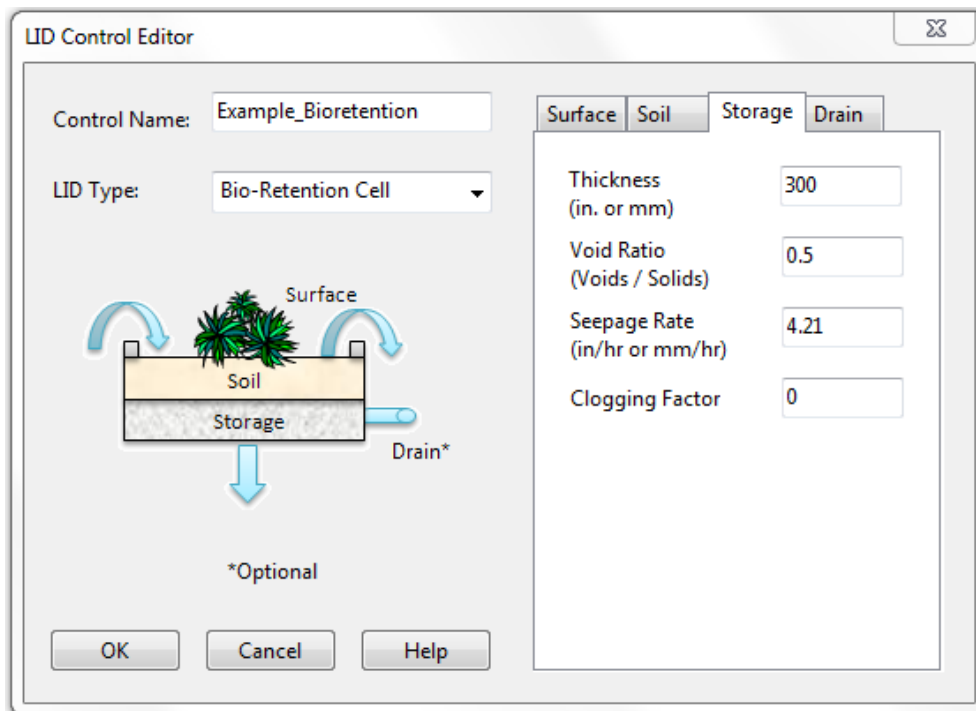 LID Control Editor
Control Name: Example_Bioretention
LID Type: Bio-Retention Cell
Surface
Soil
Storage
Drain*
*Optional
OK Cancel Help
Surface Soil Storage Drain
Thickness
(in. or mm) 300
Void Ratio
(Voids / Solids) 0.5
Seepage Rate
(in/hr or mm/hr) 4.21
Clogging Factor 0